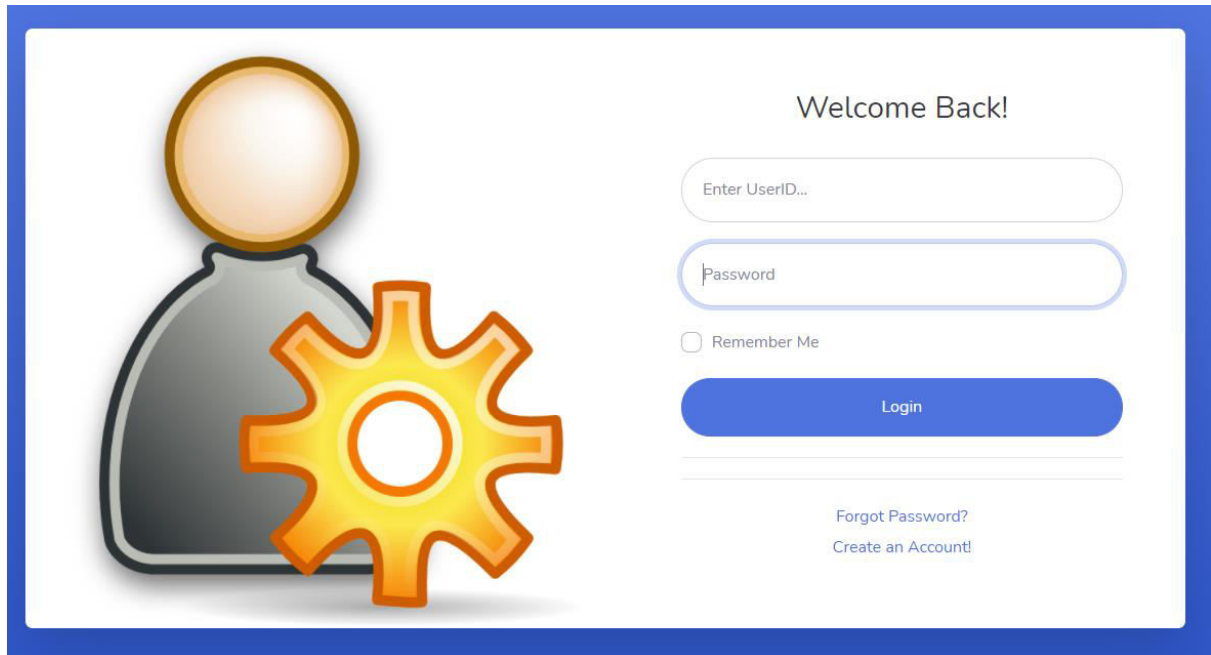 Welcome Back!
Enter UserID...
Password
Remember Me
Login
Forgot Password?
Create an Account!